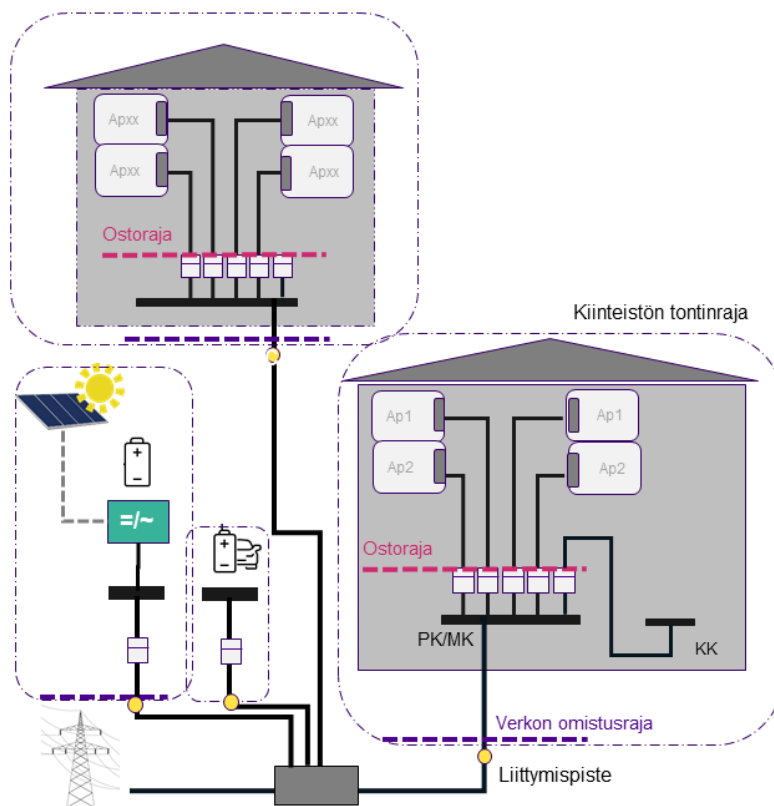 Apxx
Apxx
Apxx
Apxx
Ostoraja
Kiinteistön tontinraja
Ap1
Ap1
Ap2
Ap2
=/~
Ostoraja
PK/MK
KK
Verkon omistusraja
Liittymispiste